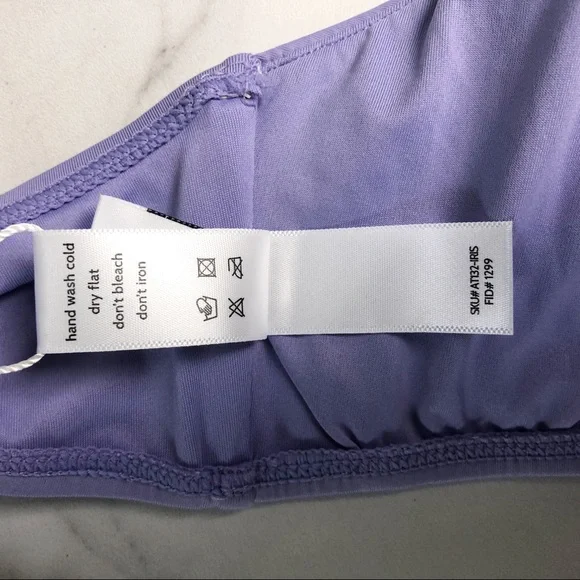 hand wash cold
dry flat
don't bleach
don't iron
SKU# AT132-IRIS
FID# 1299